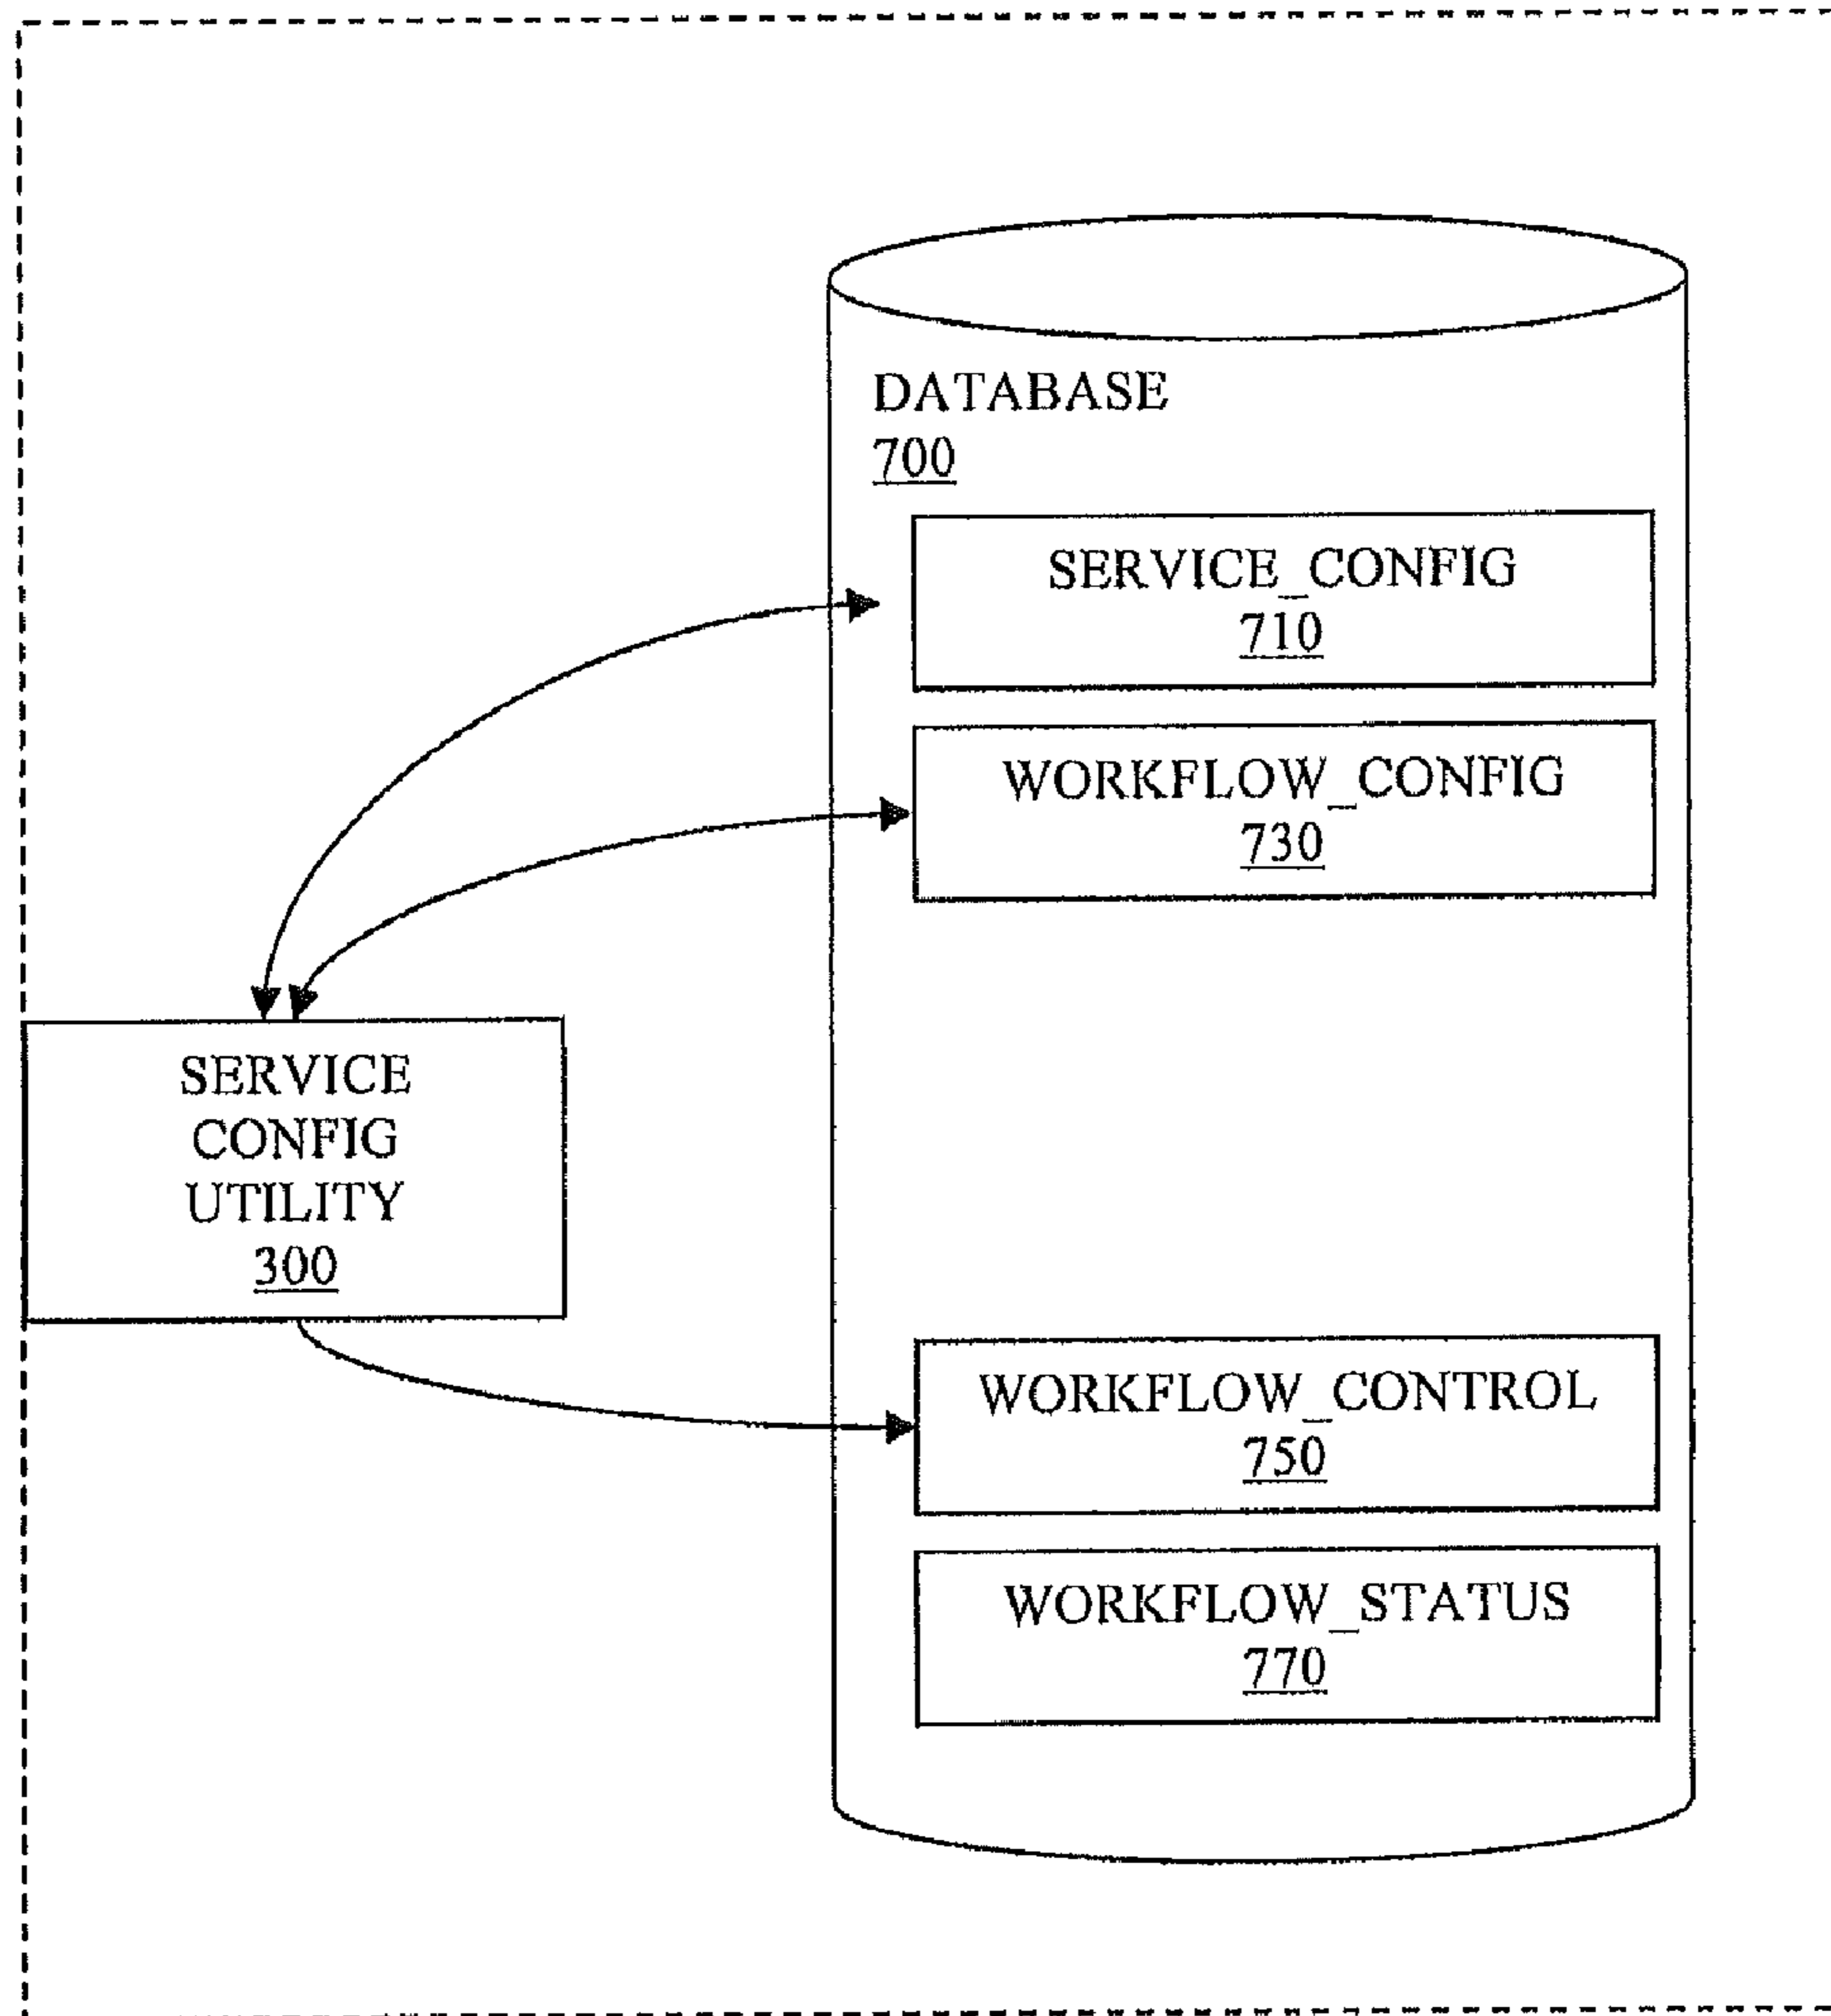 DATABASE
700
SERVICE_CONFIG
710
WORKFLOW_CONFIG
730
SERVICE
CONFIG
UTILITY
300
WORKFLOW_CONTROL
750
WORKFLOW_STATUS
770